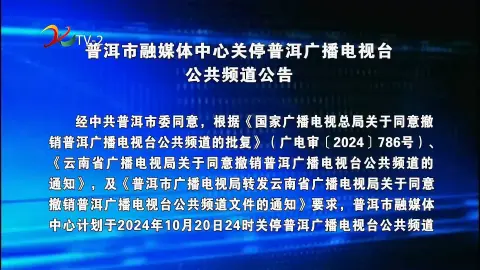 TV-2
普洱市融媒体中心关停普洱广播电视台
公共频道公告
经中共普洱市委同意，根据《国家广播电视总局关于同意撤
销普洱广播电视台公共频道的批复》（广电审〔2024〕786号）、
《云南省广播电视局关于同意撤销普洱广播电视台公共频道的
通知》，及《普洱市广播电视局转发云南省广播电视局关于同意
撤销普洱广播电视台公共频道文件的通知》要求，普洱市融媒体
中心计划于2024年10月20日24时关停普洱广播电视台公共频道